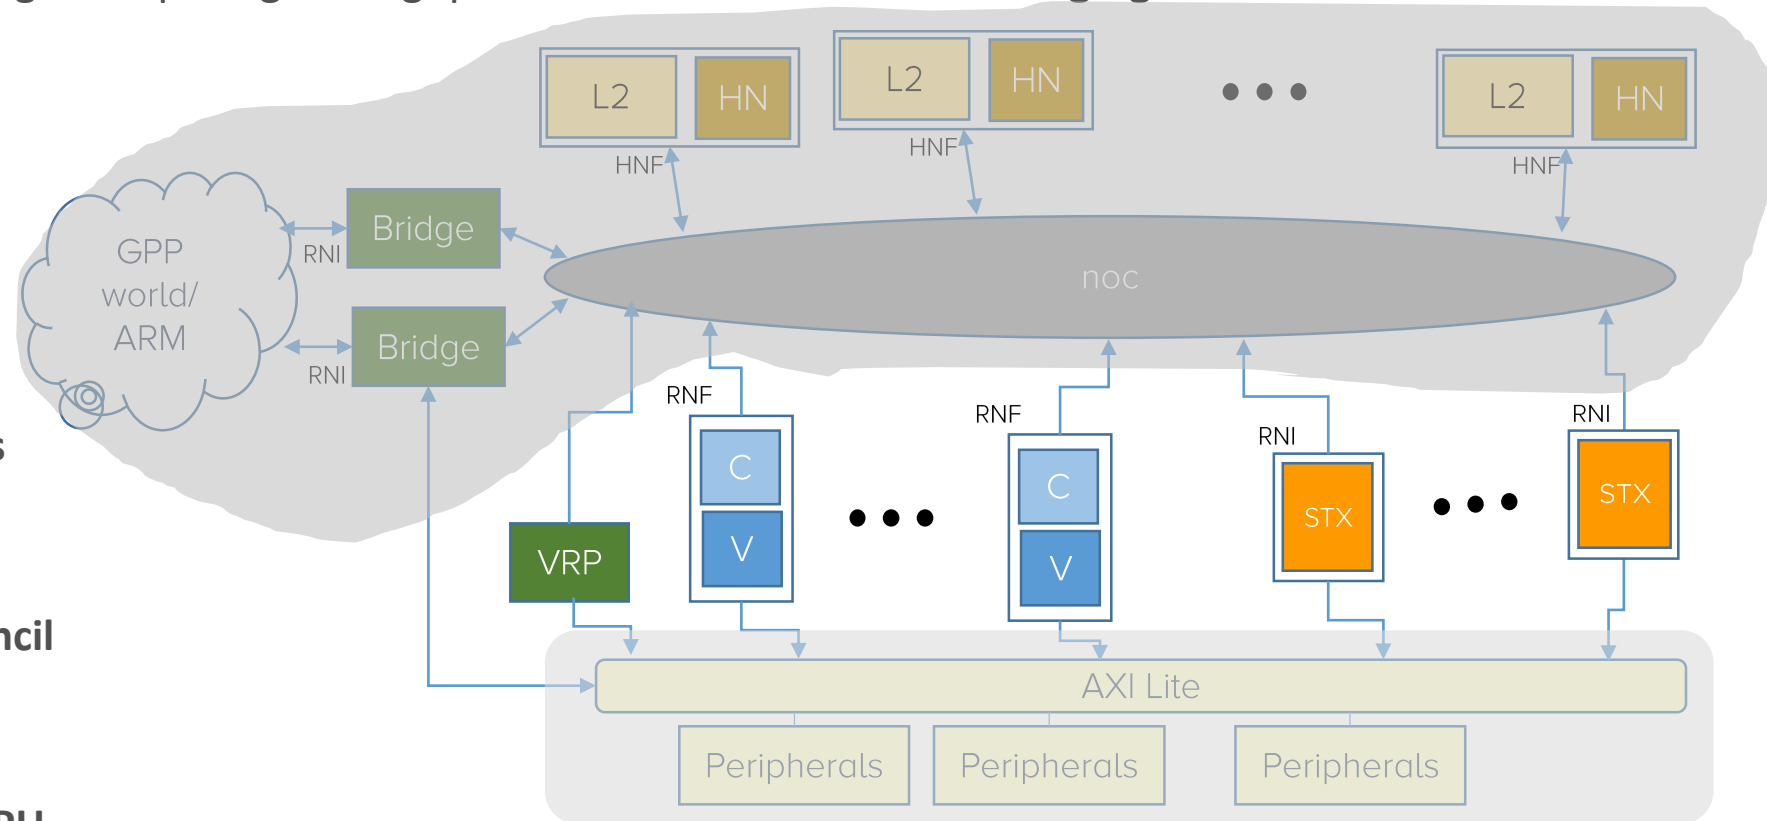 L2 HN
L2 HN
L2 HN
HNF
HNF
HNF
GPP
world/
ARM
RNI
Bridge
noc
RNI
Bridge
RNF
RNF
RNI
RNI
C
V
C
V
STX
STX
VRP
s
ncil
AXI Lite
Peripherals
Peripherals
Peripherals